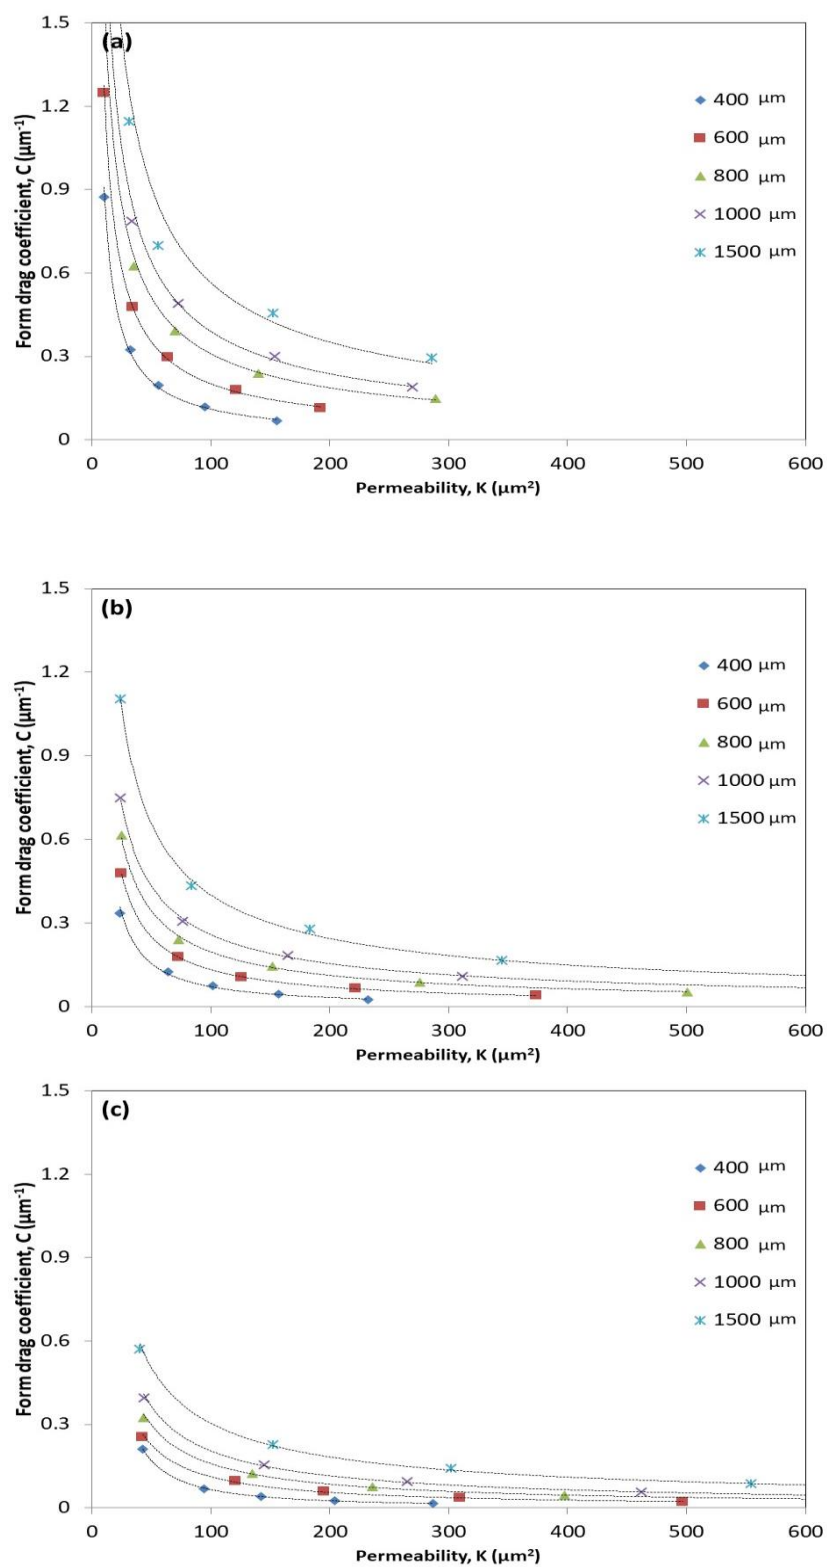 (a)
Form drag coefficient, C (µm⁻¹)
1.5
1.2
0.9
0.6
0.3
0
400 µm
600 µm
800 µm
1000 µm
1500 µm
0 100 200 300 400 500 600
Permeability, K (µm²)
(b)
Form drag coefficient, C (µm⁻¹)
1.5
1.2
0.9
0.6
0.3
0
400 µm
600 µm
800 µm
1000 µm
1500 µm
0 100 200 300 400 500 600
Permeability, K (µm²)
(c)
Form drag coefficient, C (µm⁻¹)
1.5
1.2
0.9
0.6
0.3
0
400 µm
600 µm
800 µm
1000 µm
1500 µm
0 100 200 300 400 500 600
Permeability, K (µm²)